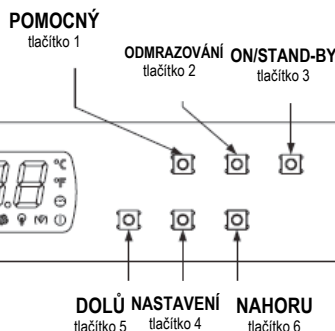 POMOCNÝ
tlačítko 1
ODMRAZOVÁNÍ
tlačítko 2
ON/STAND-BY
tlačítko 3
°C
°F
DOLŮ
tlačítko 5
NASTAVENÍ
tlačítko 4
NAHORU
tlačítko 6